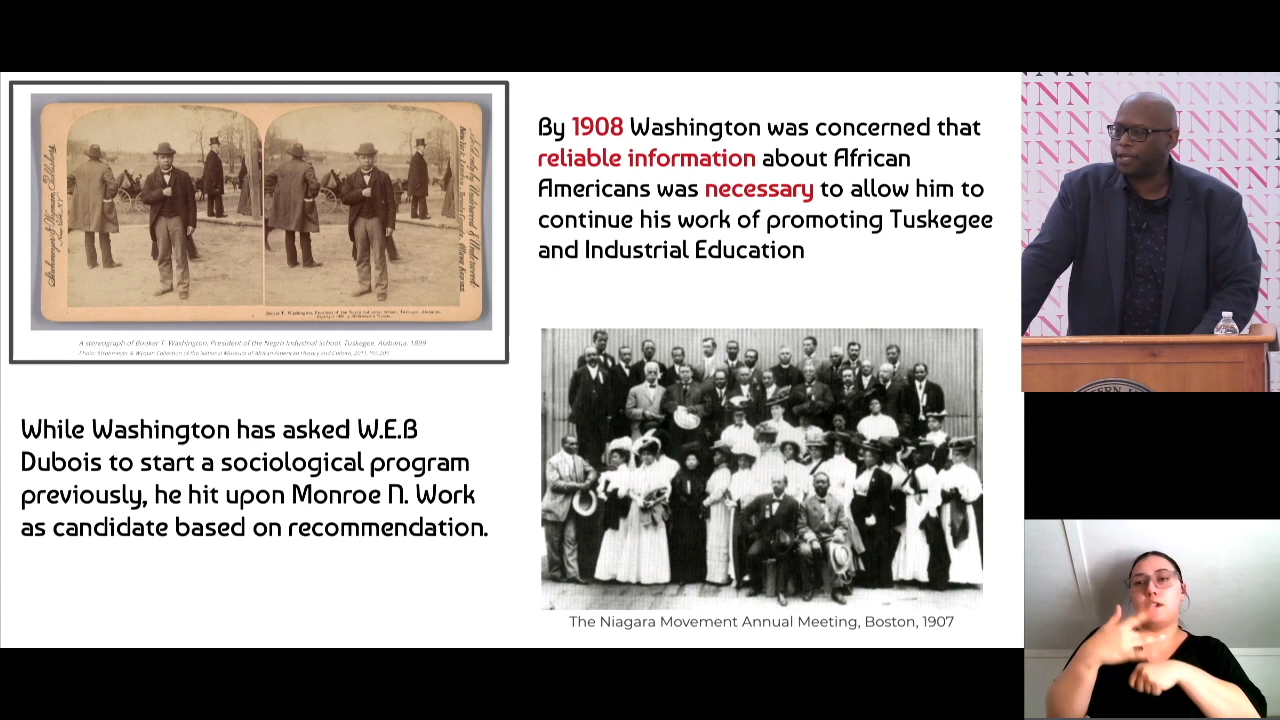 By 1908 Washington was concerned that
reliable information about African
Americans was necessary to allow him to
continue his work of promoting Tuskegee
and Industrial Education
A stereograph of Booker T. Washington, President of the Negro Industrial School, Tuskegee, Alabama, 1899
While Washington has asked W.E.B
Dubois to start a sociological program
previously, he hit upon Monroe N. Work
as candidate based on recommendation.
The Niagara Movement Annual Meeting, Boston, 1907